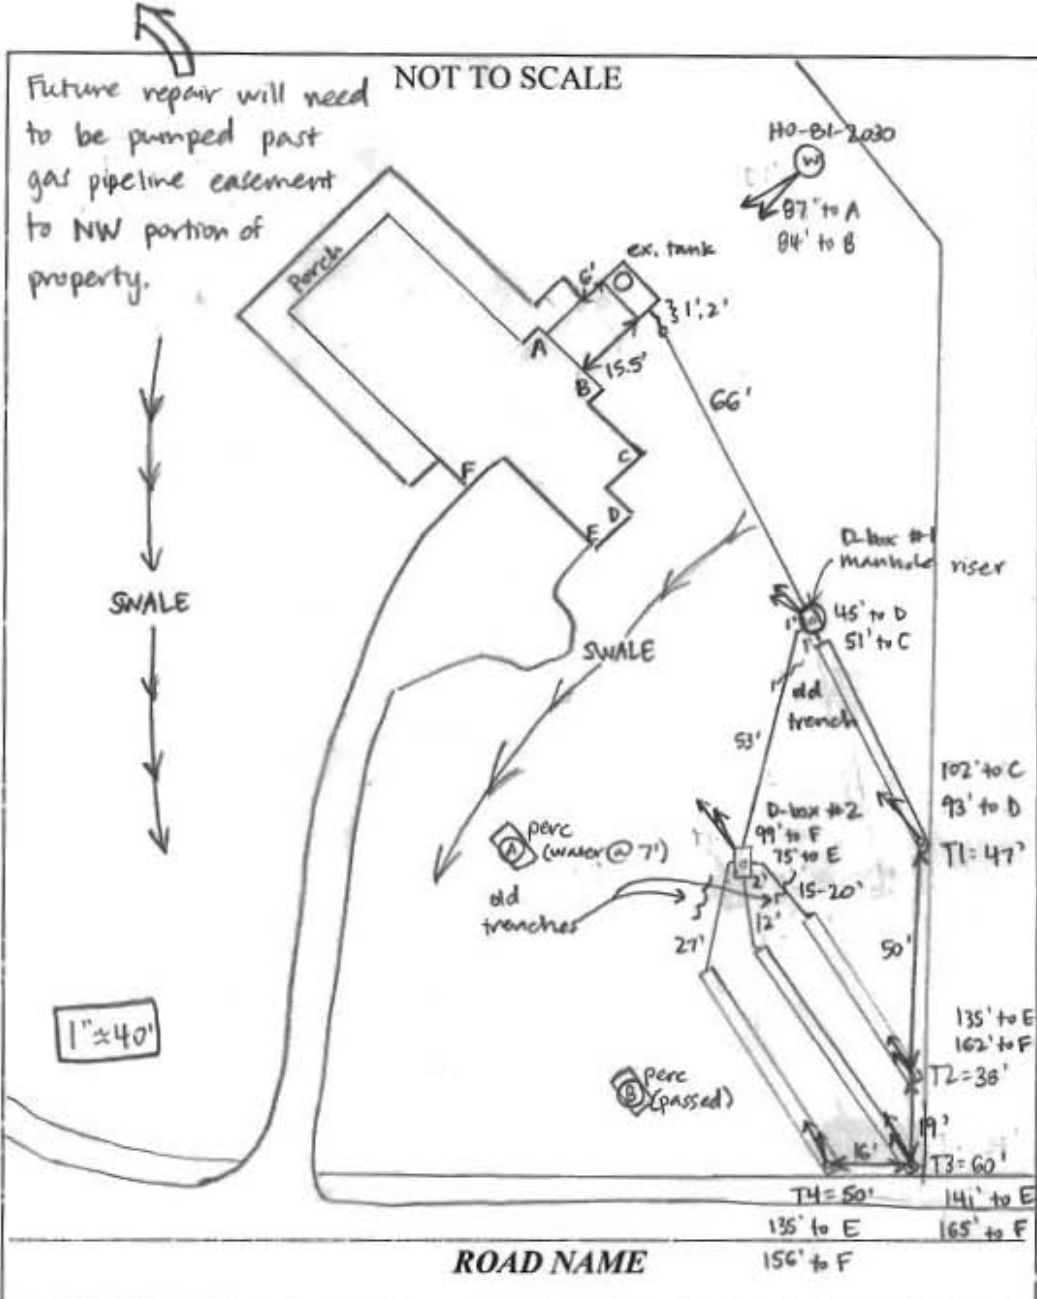 NOT TO SCALE
Future repair will need
to be pumped past
gas pipeline easement
to NW portion of
property.
HO-81-2030
W
87' to A
84' to B
Porch
ex. tank
6'
1', 2'
A
15.5'
B
66'
C
F
D
E
D-box #1
manhole riser
SWALE
45' to D
51' to C
1'
SWALE
old
trench
53'
102' to C
93' to D
D-box #2
99' to F
75' to E
A
perc
(water @ 7')
T1=47'
2'
15-20'
old
trenches
12'
27'
50'
1"≈40'
135' to E
162' to F
T2=38'
B
perc
(passed)
19'
16'
T3=60'
T4=50'
141' to E
135' to E
165' to F
ROAD NAME
156' to F